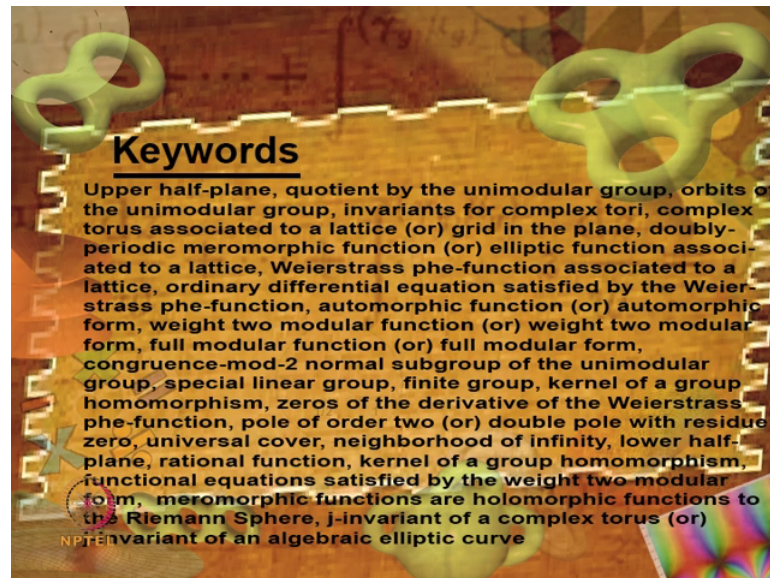 Keywords
Upper half-plane, quotient by the unimodular group, orbits of
the unimodular group, invariants for complex tori, complex
torus associated to a lattice (or) grid in the plane, doubly-
periodic meromorphic function (or) elliptic function associ-
ated to a lattice, Weierstrass phe-function associated to a
lattice, ordinary differential equation satisfied by the Weier-
strass phe-function, automorphic function (or) automorphic
form, weight two modular function (or) weight two modular
form, full modular function (or) full modular form,
congruence-mod-2 normal subgroup of the unimodular
group, special linear group, finite group, kernel of a group
homomorphism, zeros of the derivative of the Weierstrass
phe-function, pole of order two (or) double pole with residue
zero, universal cover, neighborhood of infinity, lower half-
plane, rational function, kernel of a group homomorphism,
functional equations satisfied by the weight two modular
form, meromorphic functions are holomorphic functions to
the Riemann Sphere, j-invariant of a complex torus (or)
invariant of an algebraic elliptic curve
NPTEL